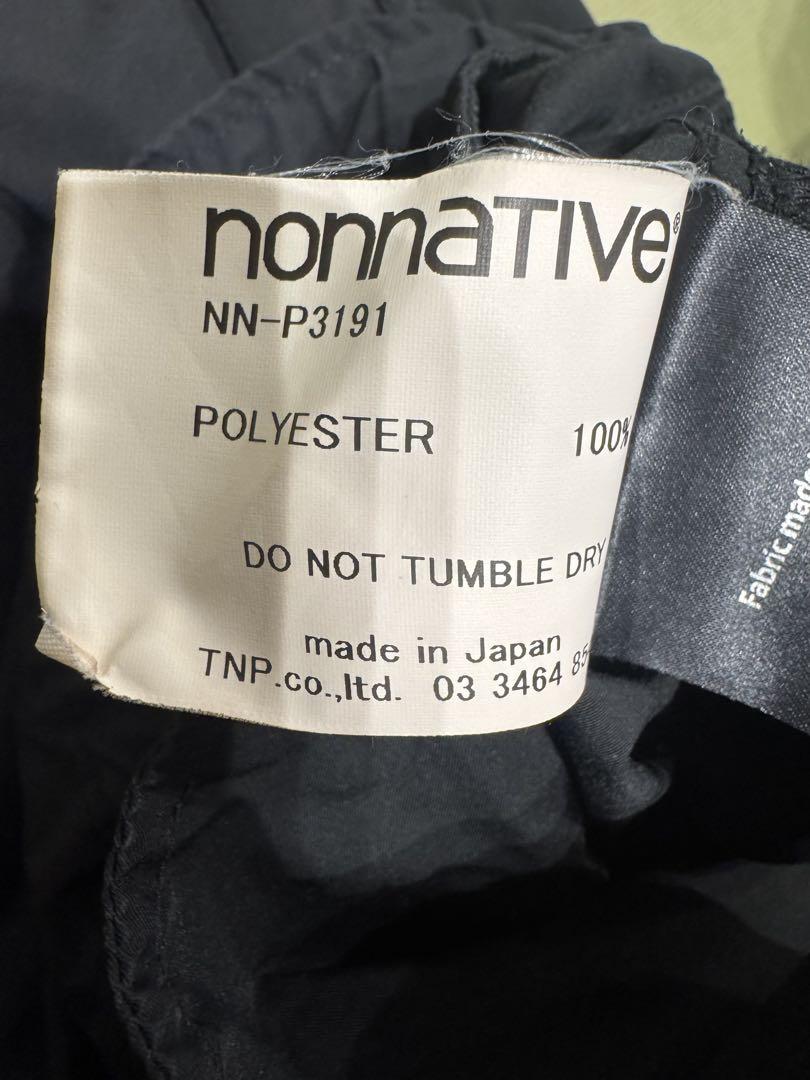 nonnaTIVe®
NN-P3191
POLYESTER 100%
DO NOT TUMBLE DRY
made in Japan
TNP.co.,ltd. 03 3464 85
Fabric made